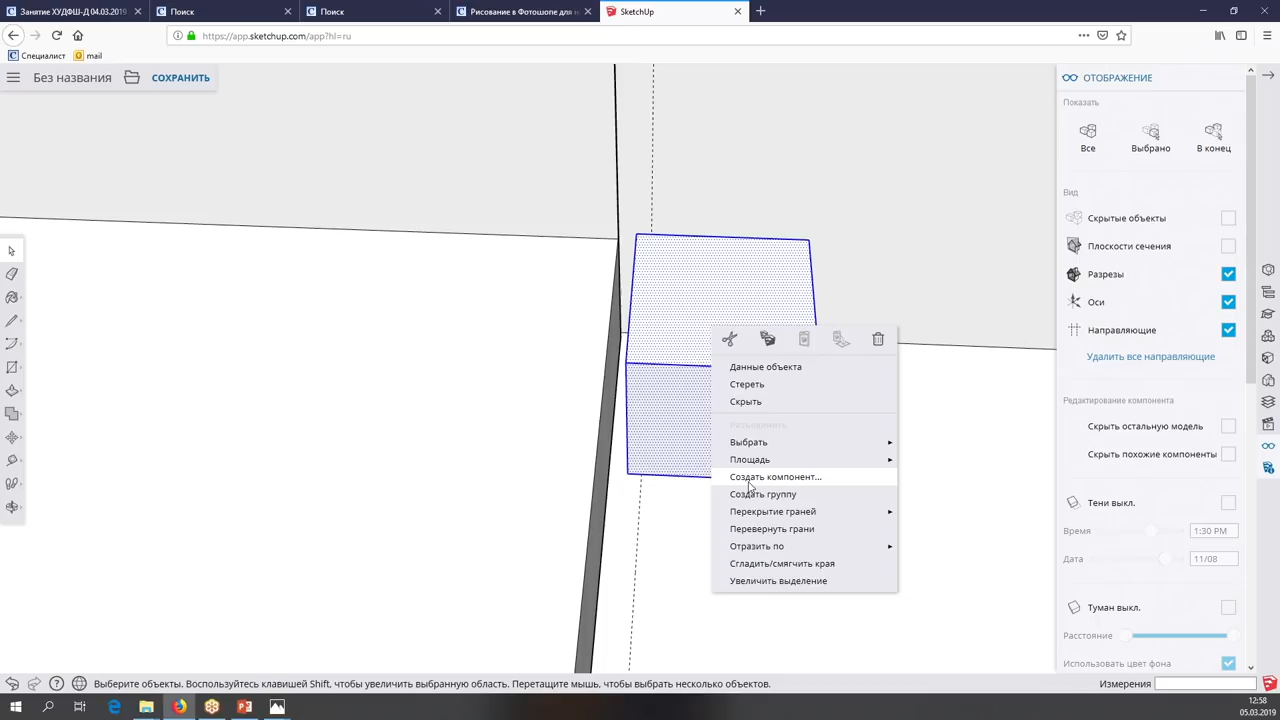 Занятие ХУДФШ-Д 04.03.2019
Поиск
Поиск
Рисование в Фотошопе для н
SketchUp
https://app.sketchup.com/app?hl=ru
Специалист
mail
Без названия
СОХРАНИТЬ
ОТОБРАЖЕНИЕ
Показать
Все
Выбрано
В конец
Вид
Скрытые объекты
Плоскости сечения
Разрезы
Оси
Направляющие
Удалить все направляющие
Редактирование компонента
Скрыть остальную модель
Скрыть похожие компоненты
Тени выкл.
Время
1:30 PM
Дата
11/08
Туман выкл.
Расстояние
Использовать цвет фона
Данные объекта
Стереть
Скрыть
Разъединить
Выбрать
Площадь
Создать компонент...
Создать группу
Перекрытие граней
Перевернуть грани
Отразить по
Сгладить/смягчить края
Увеличить выделение
Выберите объекты. Воспользуйтесь клавишей Shift, чтобы увеличить выбранную область. Перетащите мышь, чтобы выбрать несколько объектов.
Измерения
12:58
05.03.2019